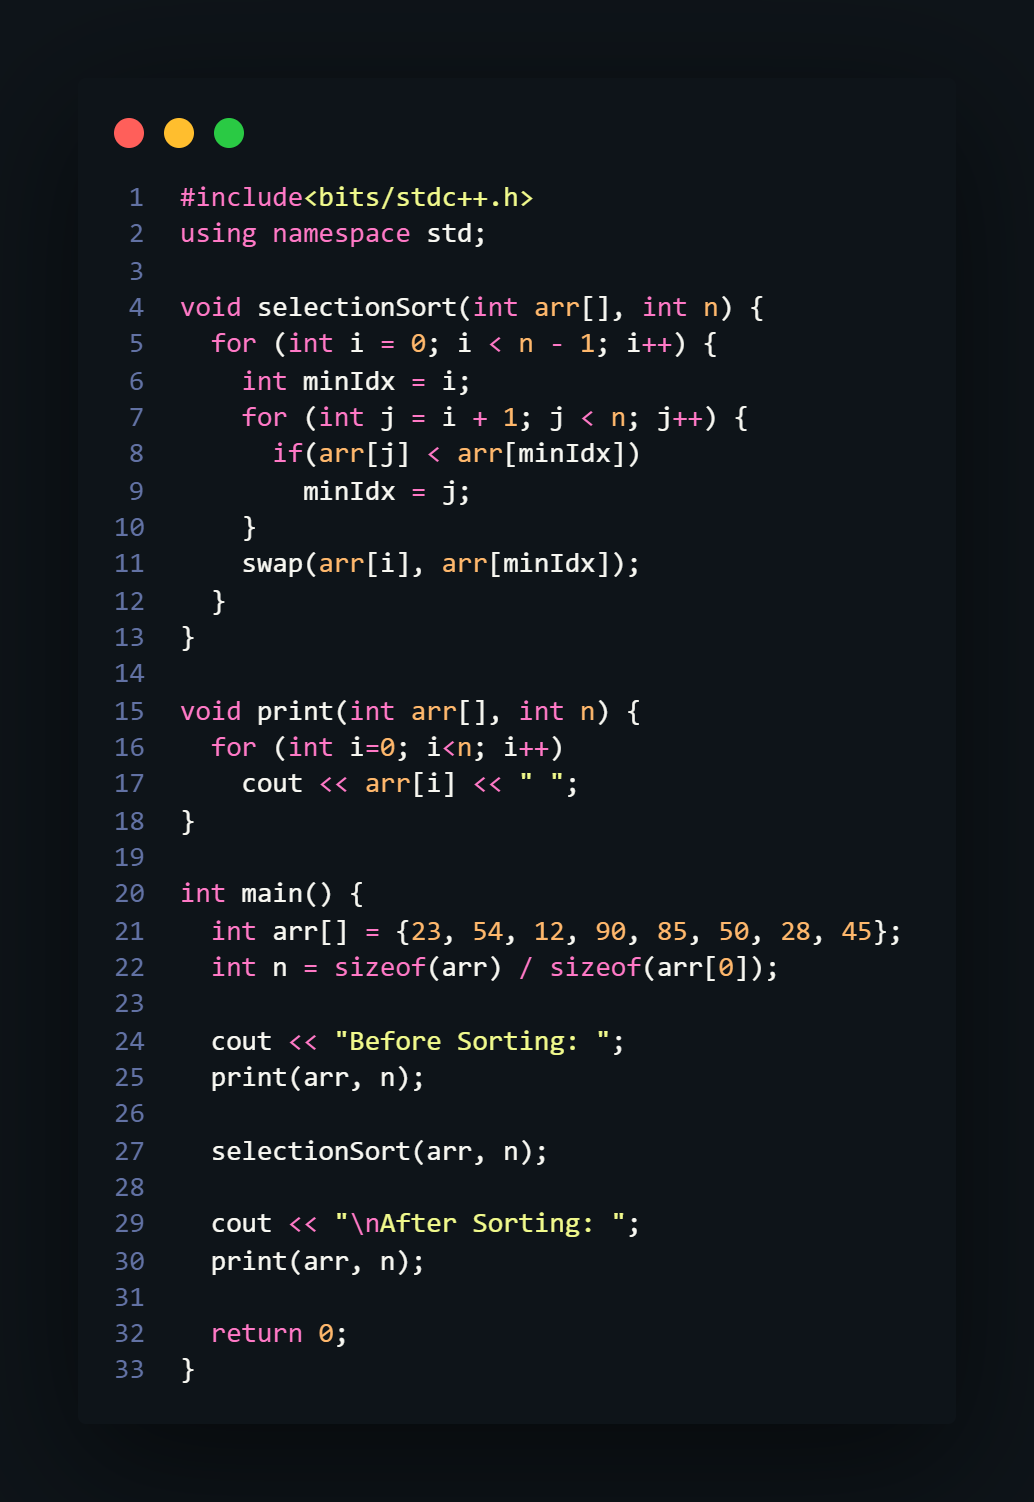 1 #include<bits/stdc++.h>
2 using namespace std;
3
4 void selectionSort(int arr[], int n) {
5   for (int i = 0; i < n - 1; i++) {
6     int minIdx = i;
7     for (int j = i + 1; j < n; j++) {
8       if(arr[j] < arr[minIdx])
9         minIdx = j;
10     }
11     swap(arr[i], arr[minIdx]);
12   }
13 }
14
15 void print(int arr[], int n) {
16   for (int i=0; i<n; i++)
17     cout << arr[i] << " ";
18 }
19
20 int main() {
21   int arr[] = {23, 54, 12, 90, 85, 50, 28, 45};
22   int n = sizeof(arr) / sizeof(arr[0]);
23
24   cout << "Before Sorting: ";
25   print(arr, n);
26
27   selectionSort(arr, n);
28
29   cout << "\nAfter Sorting: ";
30   print(arr, n);
31
32   return 0;
33 }